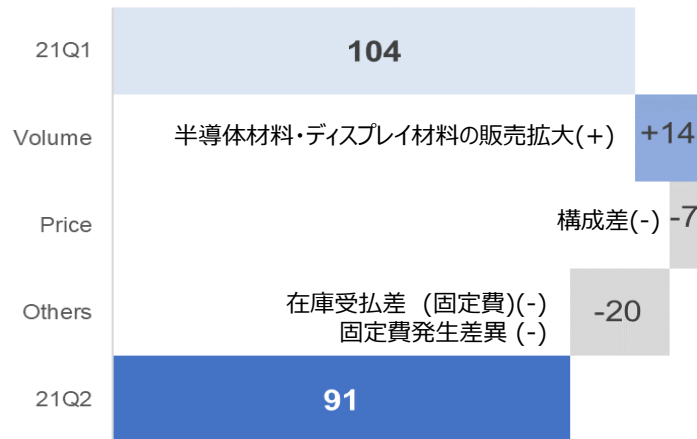 21Q1
104
Volume
半導体材料・ディスプレイ材料の販売拡大(+)
+14
Price
構成差(-)
-7
Others
在庫受払差 (固定費)(-)
固定費発生差異 (-)
-20
21Q2
91